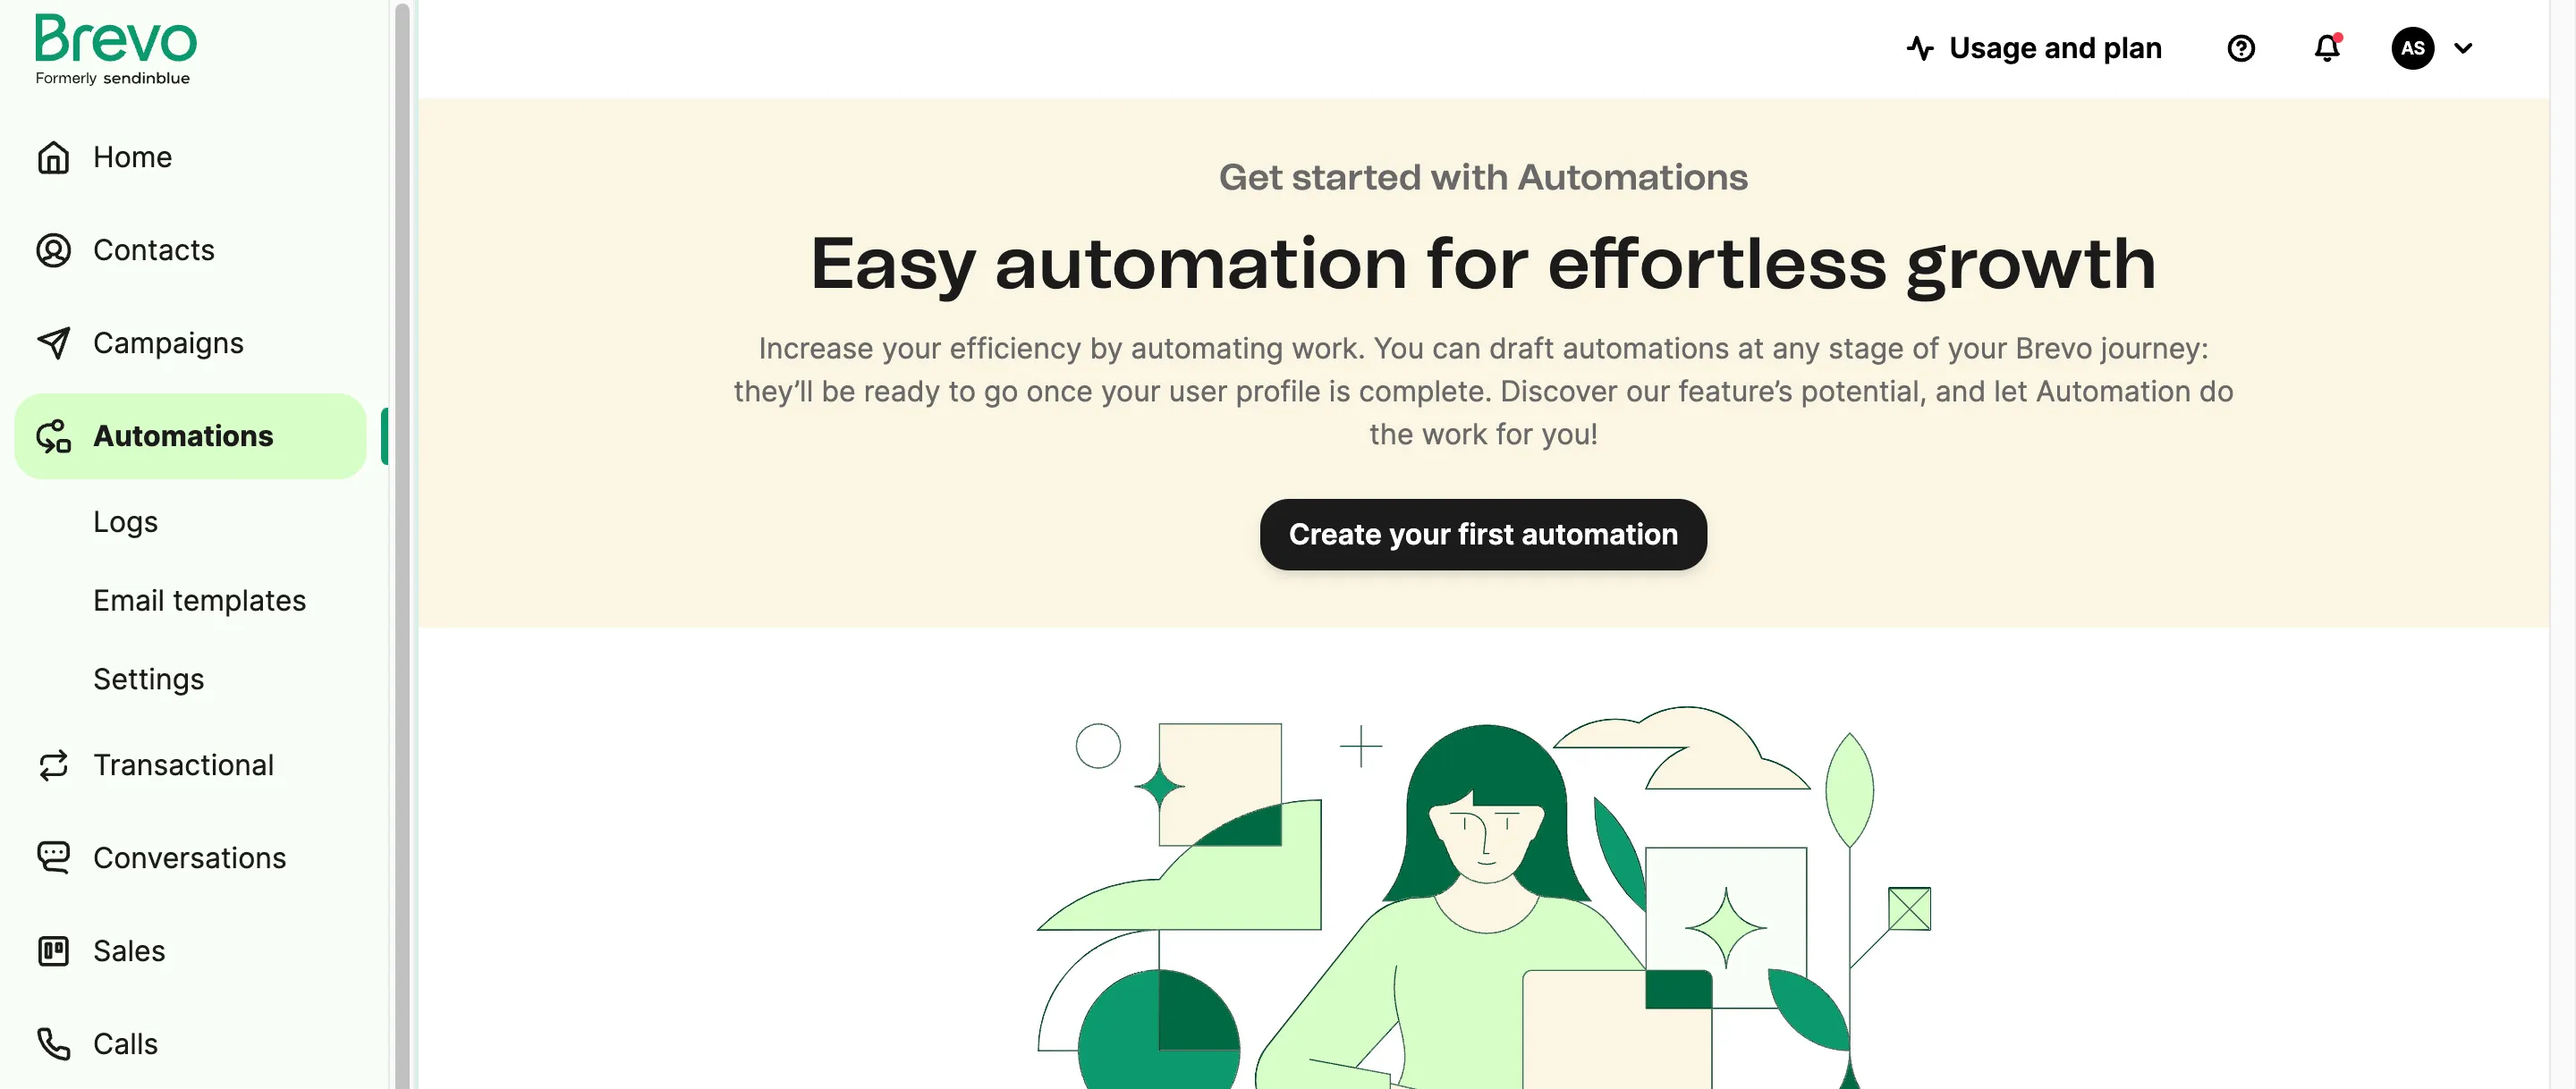 Brevo
Formerly sendinblue
Home
Contacts
Campaigns
Automations
Logs
Email templates
Settings
Transactional
Conversations
Sales
Calls
Usage and plan
AS
Get started with Automations
Easy automation for effortless growth
Increase your efficiency by automating work. You can draft automations at any stage of your Brevo journey:
they’ll be ready to go once your user profile is complete. Discover our feature’s potential, and let Automation do
the work for you!
Create your first automation